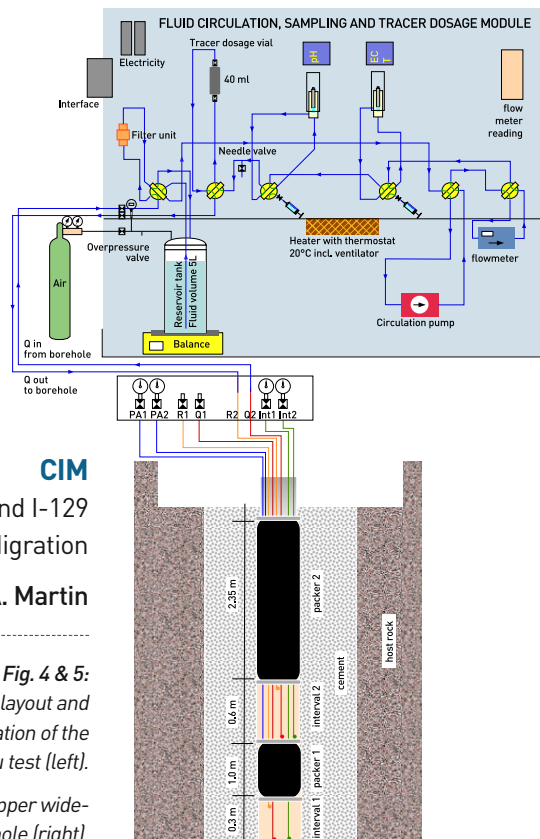 FLUID CIRCULATION, SAMPLING AND TRACER DOSAGE MODULE
Electricity
Interface
Tracer dosage vial
40 ml
pH
EC
T
flow
meter
reading
Filter unit
Needle valve
Overpressure
valve
Air
Reservoir tank
Fluid volume 5L
Balance
Heater with thermostat
20°C incl. ventilator
flowmeter
Circulation pump
Q in
from borehole
Q out
to borehole
PA1 PA2 R1 Q1 R2 Q2 Int1 Int2
CIM
nd I-129
Migration
. Martin
Fig. 4 & 5:
layout and
ation of the
u test (left).
pper wide-
ole (right).
2.35 m
packer 2
0.6 m
interval 2
1.0 m
packer 1
0.3 m
interval 1
cement
host rock